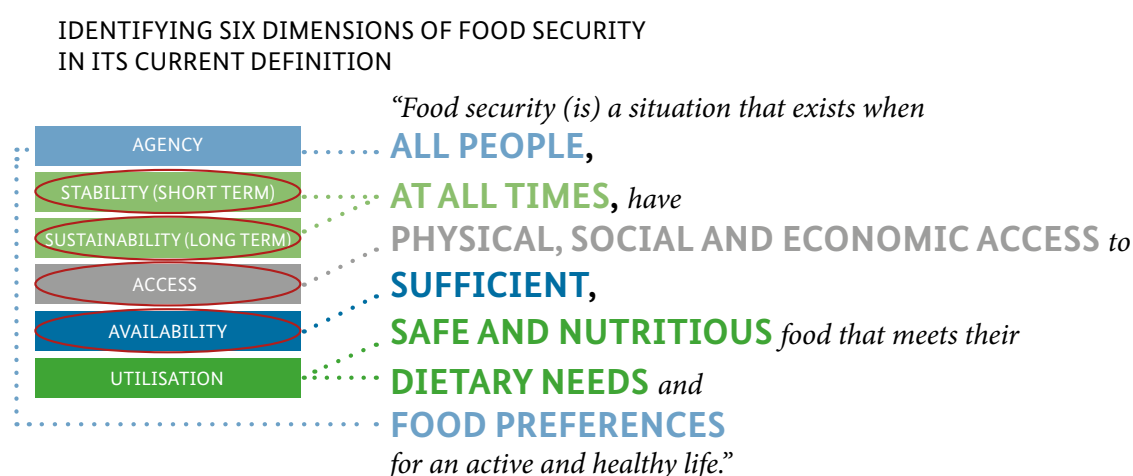 IDENTIFYING SIX DIMENSIONS OF FOOD SECURITY
IN ITS CURRENT DEFINITION
AGENCY
STABILITY (SHORT TERM)
SUSTAINABILITY (LONG TERM)
ACCESS
AVAILABILITY
UTILISATION
“Food security (is) a situation that exists when
ALL PEOPLE,
AT ALL TIMES, have
PHYSICAL, SOCIAL AND ECONOMIC ACCESS to
SUFFICIENT,
SAFE AND NUTRITIOUS food that meets their
DIETARY NEEDS and
FOOD PREFERENCES
for an active and healthy life.”